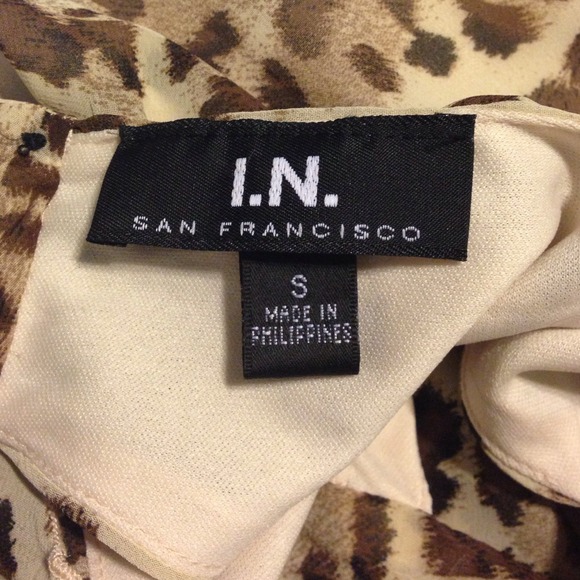 I.N.
SAN FRANCISCO
S
MADE IN
PHILIPPINES